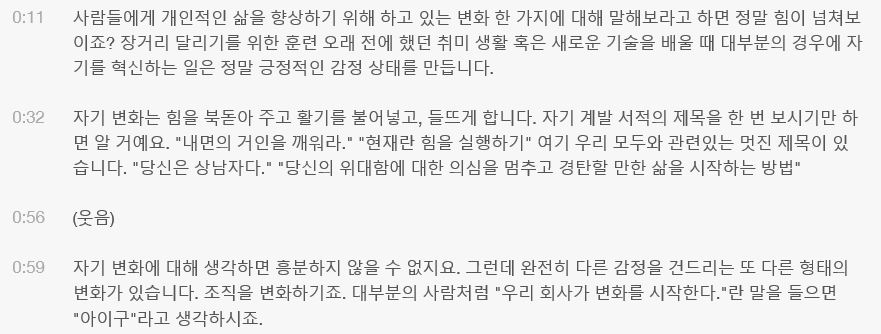 0:11 사람들에게 개인적인 삶을 향상하기 위해 하고 있는 변화 한 가지에 대해 말해보라고 하면 정말 힘이 넘쳐보
이죠? 장거리 달리기를 위한 훈련 오래 전에 했던 취미 생활 혹은 새로운 기술을 배울 때 대부분의 경우에 자
기를 혁신하는 일은 정말 긍정적인 감정 상태를 만듭니다.
0:32 자기 변화는 힘을 북돋아 주고 활기를 불어넣고, 들뜨게 합니다. 자기 계발 서적의 제목을 한 번 보시기만 하
면 알 거예요. "내면의 거인을 깨워라." "현재란 힘을 실행하기" 여기 우리 모두와 관련있는 멋진 제목이 있
습니다. "당신은 상남자다." "당신의 위대함에 대한 의심을 멈추고 경탄할 만한 삶을 시작하는 방법"
0:56 (웃음)
0:59 자기 변화에 대해 생각하면 흥분하지 않을 수 없지요. 그런데 완전히 다른 감정을 건드리는 또 다른 형태의
변화가 있습니다. 조직을 변화하기죠. 대부분의 사람처럼 "우리 회사가 변화를 시작한다."란 말을 들으면
"아이구"라고 생각하시죠.